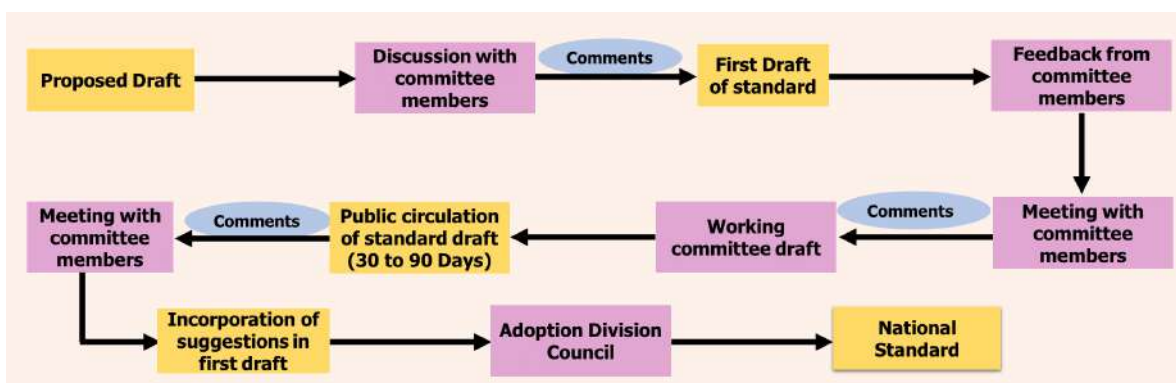 Proposed Draft
Discussion with
committee
members
Comments
First Draft
of standard
Feedback from
committee
members
Meeting with
committee
members
Comments
Public circulation
of standard draft
(30 to 90 Days)
Working
committee draft
Comments
Meeting with
committee
members
Incorporation of
suggestions in
first draft
Adoption Division
Council
National
Standard